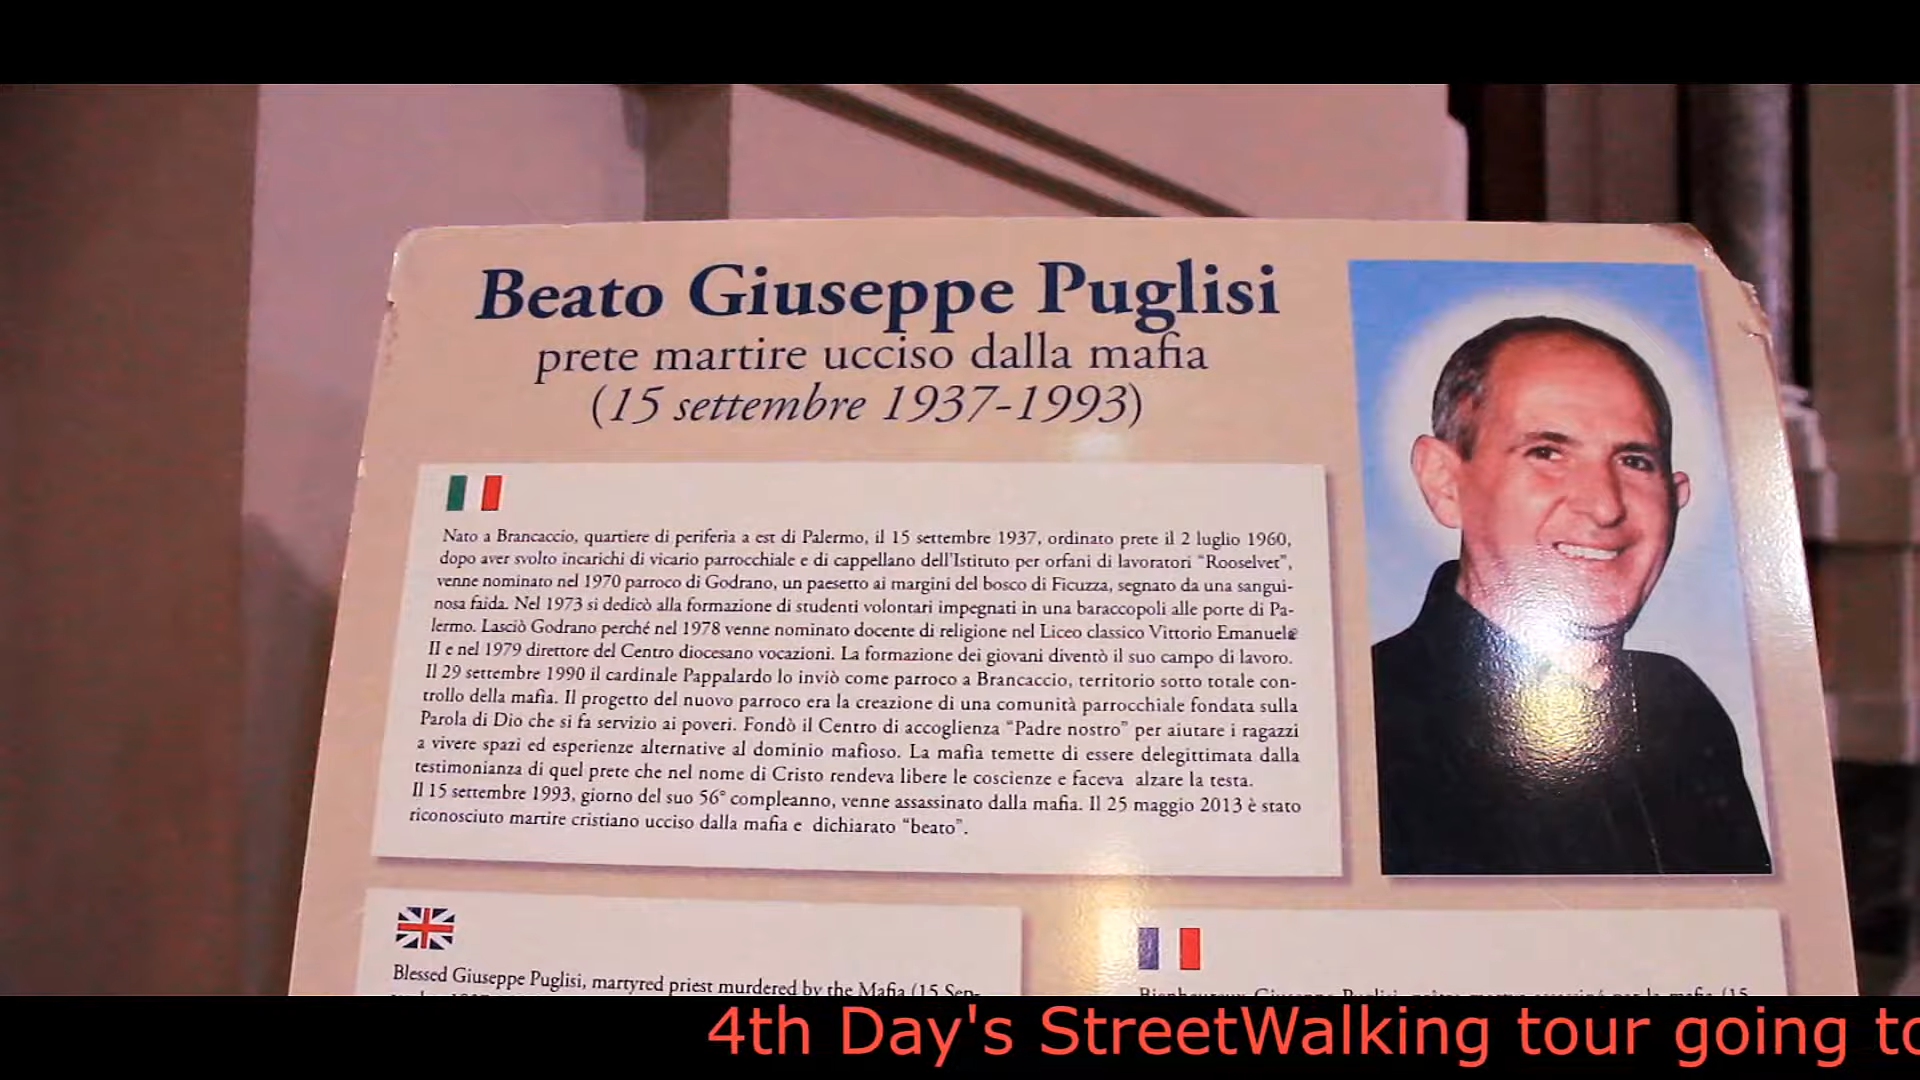 Beato Giuseppe Puglisi
prete martire ucciso dalla mafia
(15 settembre 1937-1993)
Nato a Brancaccio, quartiere di periferia a est di Palermo, il 15 settembre 1937, ordinato prete il 2 luglio 1960,
dopo aver svolto incarichi di vicario parrocchiale e di cappellano dell'Istituto per orfani di lavoratori “Rooselvet”,
venne nominato nel 1970 parroco di Godrano, un paesetto ai margini del bosco di Ficuzza, segnato da una sangui-
nosa faida. Nel 1973 si dedicò alla formazione di studenti volontari impegnati in una baraccopoli alle porte di Pa-
lermo. Lasciò Godrano perché nel 1978 venne nominato docente di religione nel Liceo classico Vittorio Emanuele
II e nel 1979 direttore del Centro diocesano vocazioni. La formazione dei giovani diventò il suo campo di lavoro.
Il 29 settembre 1990 il cardinale Pappalardo lo inviò come parroco a Brancaccio, territorio sotto totale con-
trollo della mafia. Il progetto del nuovo parroco era la creazione di una comunità parrocchiale fondata sulla
Parola di Dio che si fa servizio ai poveri. Fondò il Centro di accoglienza “Padre nostro” per aiutare i ragazzi
a vivere spazi ed esperienze alternative al dominio mafioso. La mafia temette di essere delegittimata dalla
testimonianza di quel prete che nel nome di Cristo rendeva libere le coscienze e faceva alzare la testa.
Il 15 settembre 1993, giorno del suo 56° compleanno, venne assassinato dalla mafia. Il 25 maggio 2013 è stato
riconosciuto martire cristiano ucciso dalla mafia e dichiarato “beato”.
Blessed Giuseppe Puglisi, martyred priest murdered by the Mafia (15 Sep-
4th Day's StreetWalking tour going to